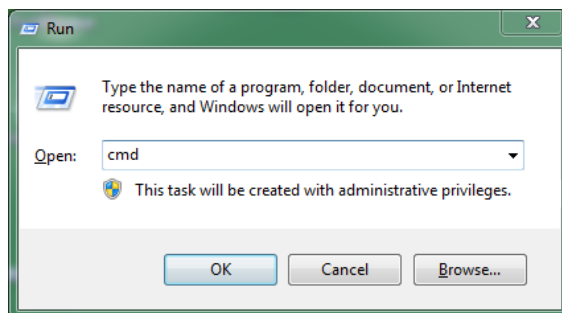 Run
x
Type the name of a program, folder, document, or Internet
resource, and Windows will open it for you.
Open: cmd
This task will be created with administrative privileges.
OK Cancel Browse...